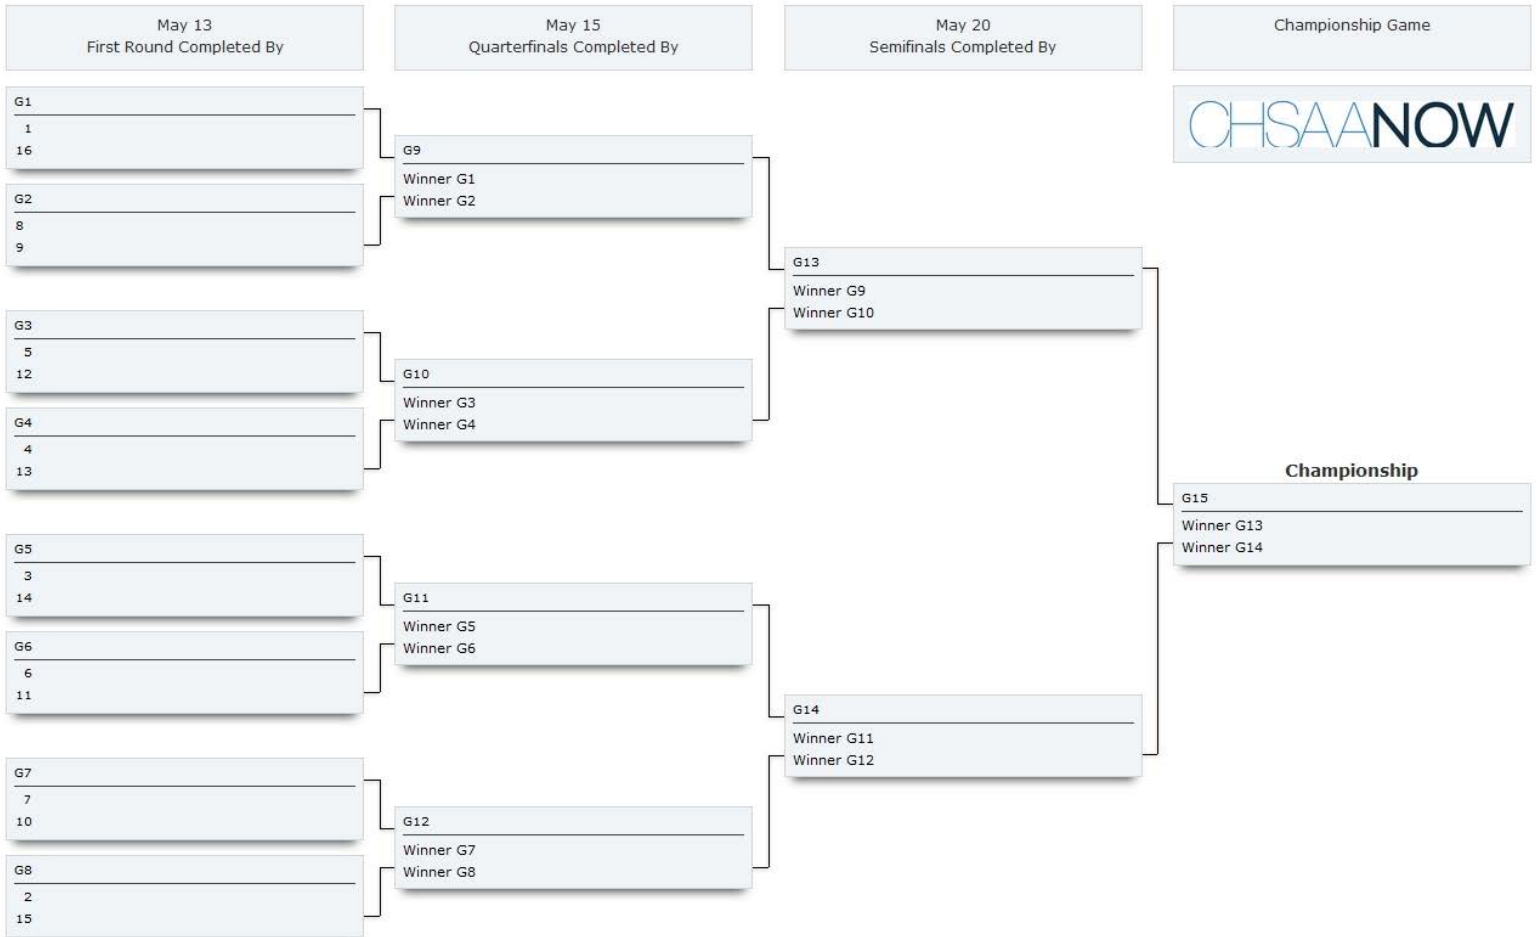 May 13
First Round Completed By
May 15
Quarterfinals Completed By
May 20
Semifinals Completed By
Championship Game
CHSAANOW
G1
1
16
G2
8
9
G3
5
12
G4
4
13
G5
3
14
G6
6
11
G7
7
10
G8
2
15
G9
Winner G1
Winner G2
G10
Winner G3
Winner G4
G11
Winner G5
Winner G6
G12
Winner G7
Winner G8
G13
Winner G9
Winner G10
G14
Winner G11
Winner G12
Championship
G15
Winner G13
Winner G14